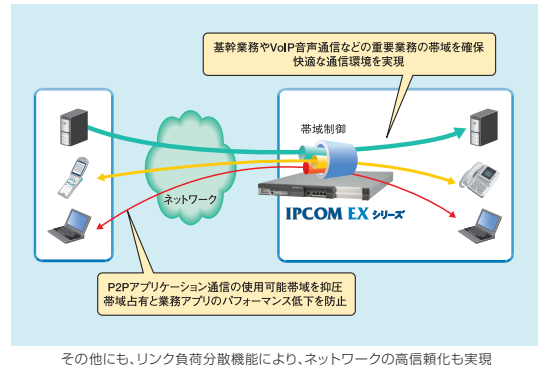 基幹業務やVoIP音声通信などの重要業務の帯域を確保
快適な通信環境を実現
帯域制御
ネットワーク
IPCOM EX シリーズ
P2Pアプリケーション通信の使用可能帯域を抑圧
帯域占有と業務アプリのパフォーマンス低下を防止
その他にも、リンク負荷分散機能により、ネットワークの高信頼化も実現